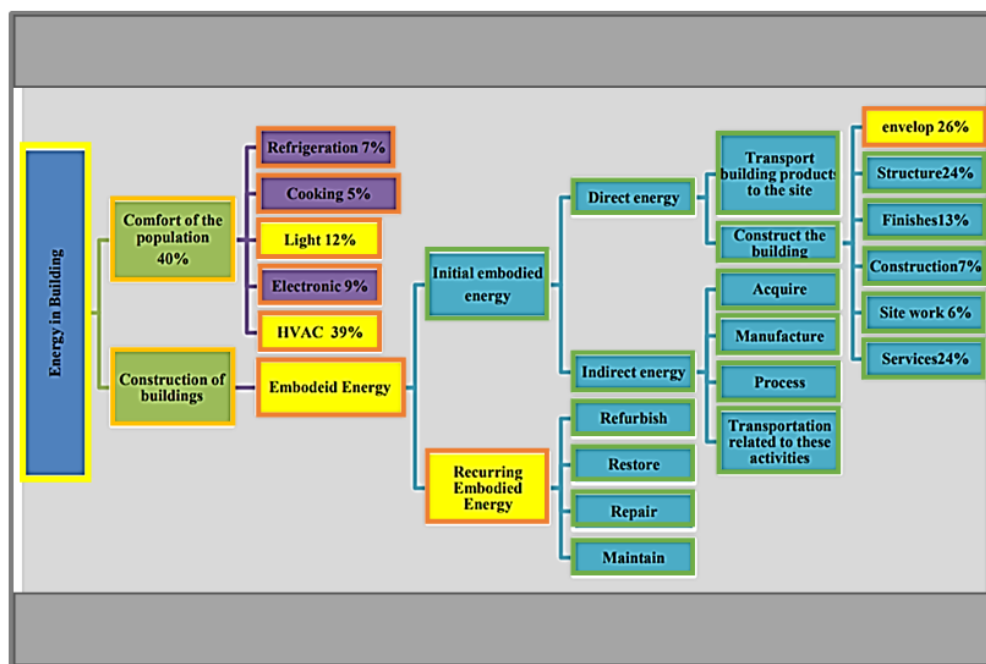 Energy in Building
Comfort of the
population
40%
Construction of
buildings
Refrigeration 7%
Cooking 5%
Light 12%
Electronic 9%
HVAC 39%
Embodeid Energy
Initial embodied
energy
Recurring
Embodied
Energy
Direct energy
Indirect energy
Refurbish
Restore
Repair
Maintain
Transport
building products
to the site
Construct the
building
Acquire
Manufacture
Process
Transportation
related to these
activities
envelop 26%
Structure24%
Finishes13%
Construction7%
Site work 6%
Services24%